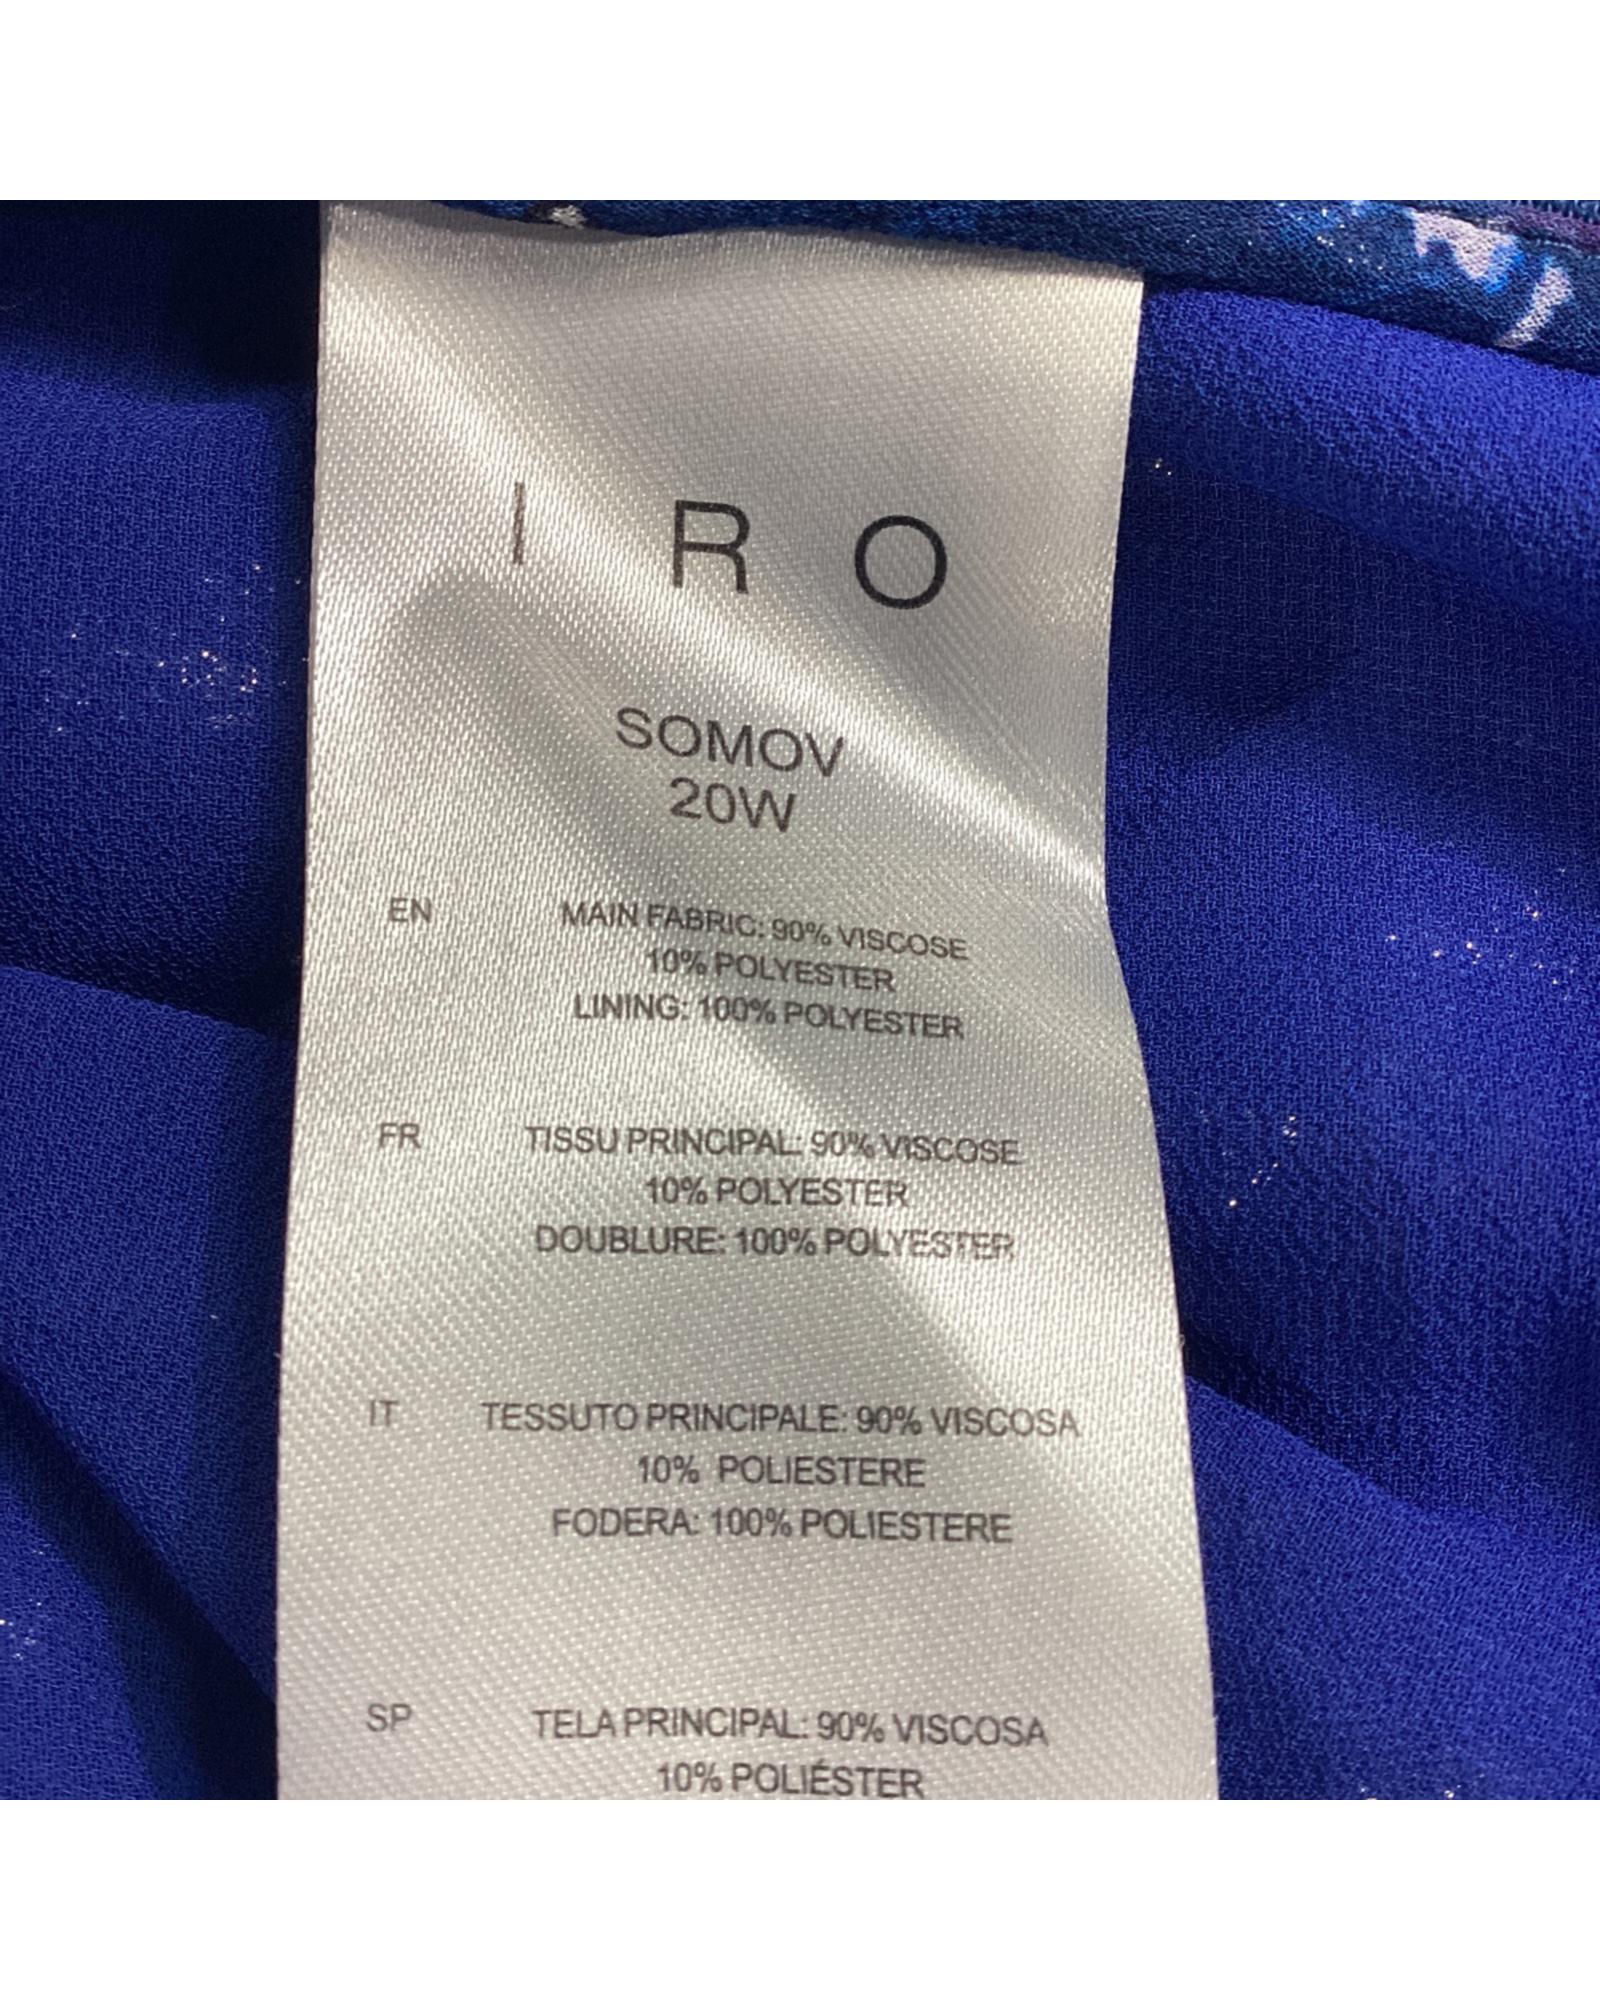 I R O
SOMOV
20W
EN MAIN FABRIC: 90% VISCOSE
10% POLYESTER
LINING: 100% POLYESTER
FR TISSU PRINCIPAL: 90% VISCOSE
10% POLYESTER
DOUBLURE: 100% POLYESTER
IT TESSUTO PRINCIPALE: 90% VISCOSA
10% POLIESTERE
FODERA: 100% POLIESTERE
SP TELA PRINCIPAL: 90% VISCOSA
10% POLIÉSTER